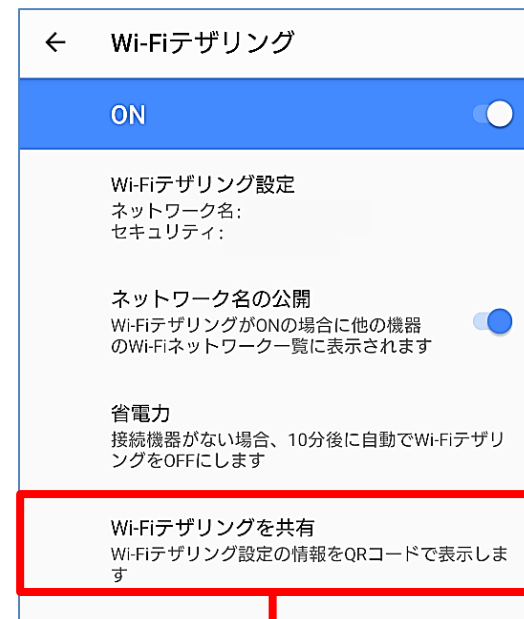 Wi-Fiテザリング
ON
Wi-Fiテザリング設定
ネットワーク名:
セキュリティ:
ネットワーク名の公開
Wi-FiテザリングがONの場合に他の機器
のWi-Fiネットワーク一覧に表示されます
省電力
接続機器がない場合、10分後に自動でWi-Fiテザリ
ングをOFFにします
Wi-Fiテザリングを共有
Wi-Fiテザリング設定の情報をQRコードで表示しま
す